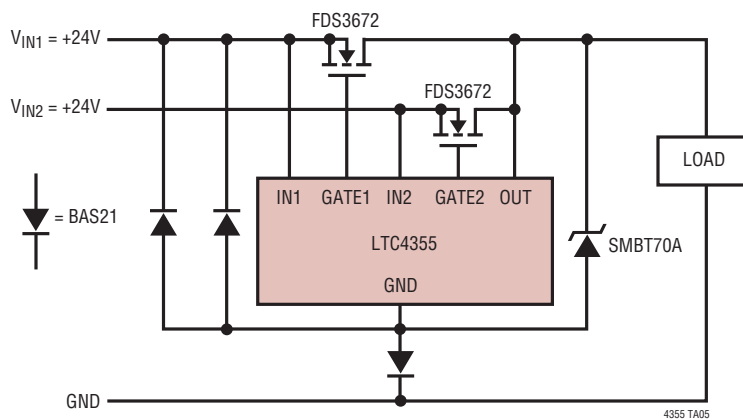 FDS3672
V_IN1 = +24V
FDS3672
V_IN2 = +24V
LOAD
IN1 GATE1 IN2 GATE2 OUT
= BAS21
LTC4355
SMBT70A
GND
GND
4355 TA05